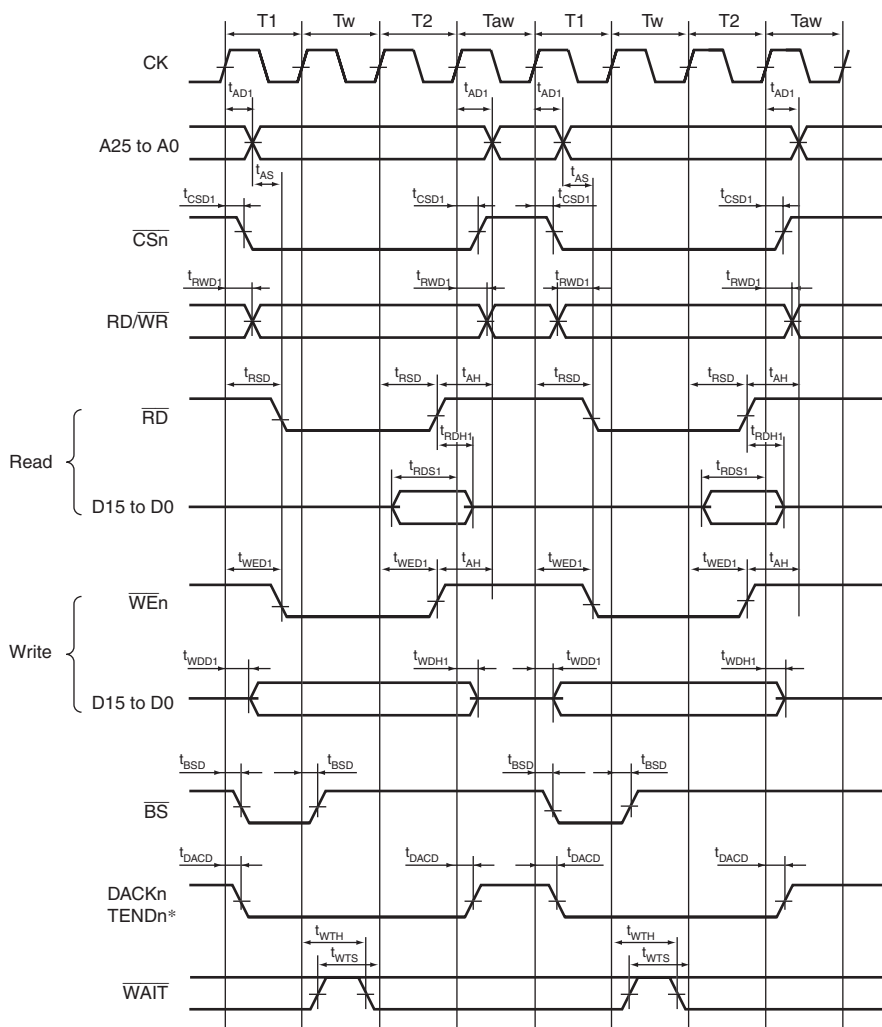 T1 Tw T2 Taw T1 Tw T2 Taw
CK
tAD1 tAD1 tAD1 tAD1
A25 to A0
tAS tAS
tCSD1 tCSD1 tCSD1 tCSD1
CSn
tRWD1 tRWD1 tRWD1 tRWD1
RD/WR
tRSD tRSD tAH tRSD tRSD tAH
RD
tRDH1 tRDH1
Read
tRDS1 tRDS1
D15 to D0
tWED1 tWED1 tAH tWED1 tWED1 tAH
WEn
Write
tWDD1 tWDH1 tWDD1 tWDH1
D15 to D0
tBSD tBSD tBSD tBSD
BS
tDACD tDACD tDACD tDACD
DACKn
TENDn*
tWTH tWTH
tWTS tWTS
WAIT